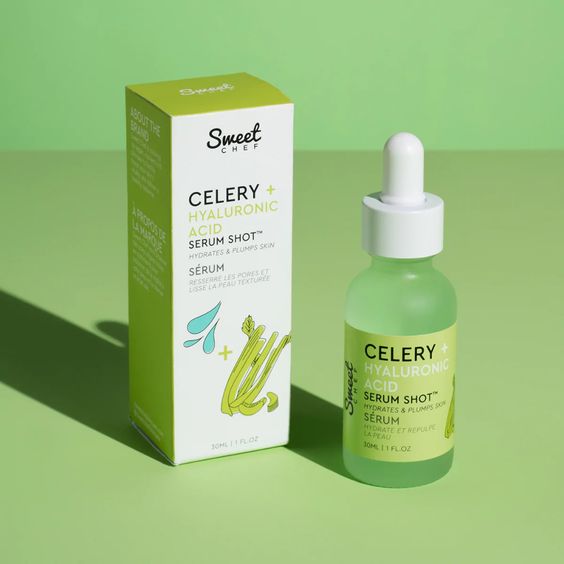 Sweet
CHEF
CELERY +
HYALURONIC
ACID
SERUM SHOT™
HYDRATES & PLUMPS SKIN
SÉRUM
RESSERRE LES PORES ET
LISSE LA PEAU TEXTURÉE
+
30ML | 1 FL.OZ
ABOUT THE
BRAND
À PROPOS DE
LA MARQUE
Sweet
CHEF
CELERY +
HYALURONIC
ACID
SERUM SHOT™
HYDRATES & PLUMPS SKIN
SÉRUM
HYDRATE ET REPULPE
LA PEAU
30ML | 1 FL.OZ